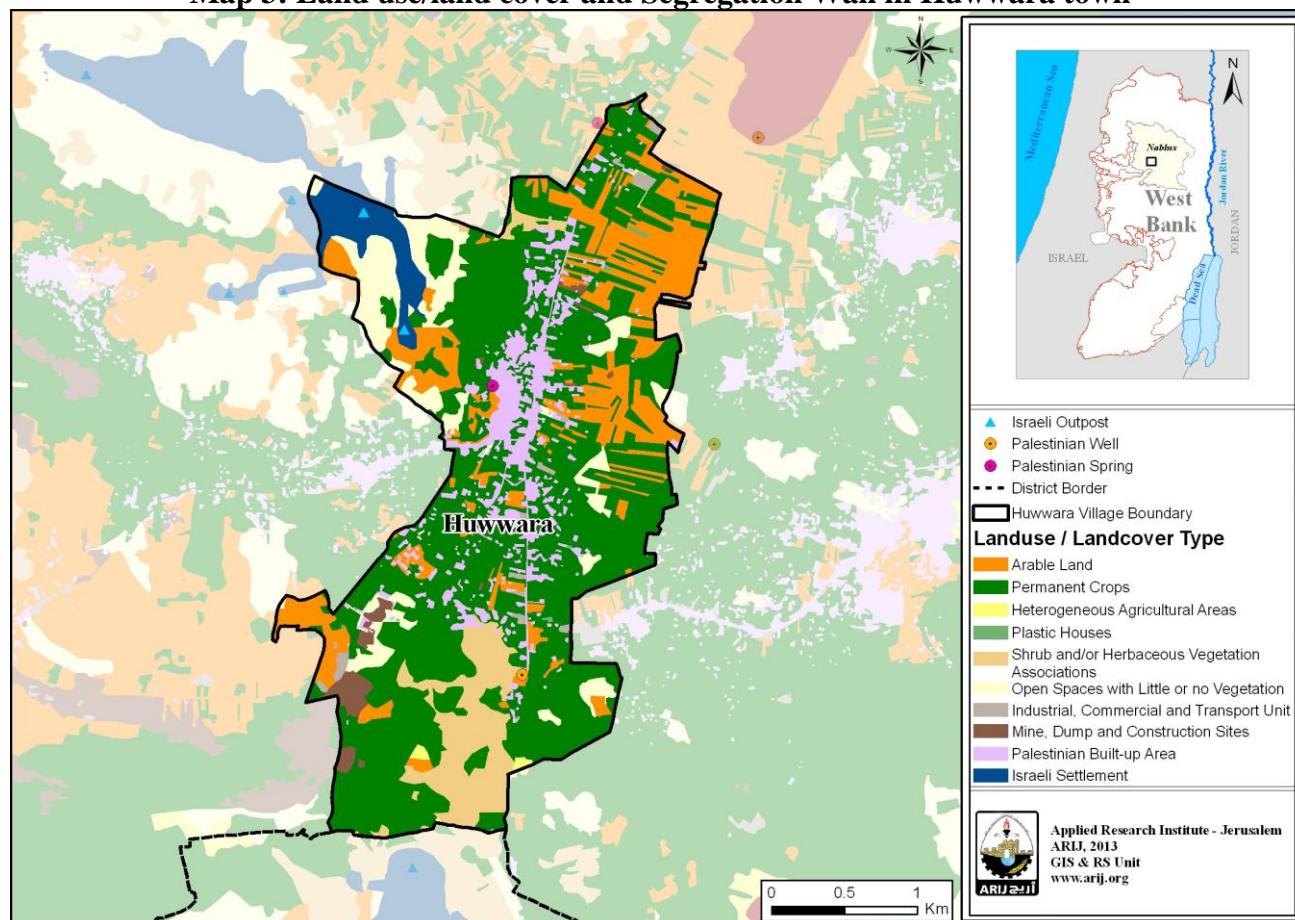 Map 3: Land use/land cover and Segregation Wall in Huwwara town
N
W
E
S
Huwwara
0
0.5
1
Km
N
Mediterranean Sea
Nablus
West
Bank
Jordan River
JORDAN
ISRAEL
Dead Sea
Israeli Outpost
Palestinian Well
Palestinian Spring
District Border
Huwwara Village Boundary
Landuse / Landcover Type
Arable Land
Permanent Crops
Heterogeneous Agricultural Areas
Plastic Houses
Shrub and/or Herbaceous Vegetation
Associations
Open Spaces with Little or no Vegetation
Industrial, Commercial and Transport Unit
Mine, Dump and Construction Sites
Palestinian Built-up Area
Israeli Settlement
ARIJ أريج
Applied Research Institute - Jerusalem
ARIJ, 2013
GIS & RS Unit
www.arij.org